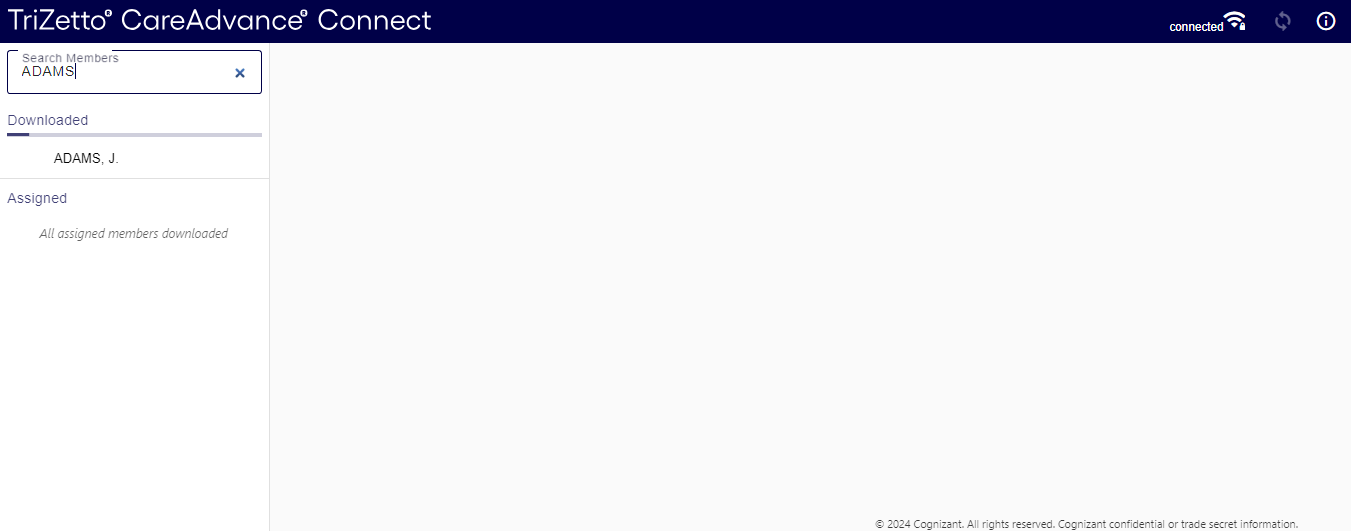 TriZetto® CareAdvance® Connect
connected
Search Members
ADAMS
Downloaded
ADAMS, J.
Assigned
All assigned members downloaded
© 2024 Cognizant. All rights reserved. Cognizant confidential or trade secret information.